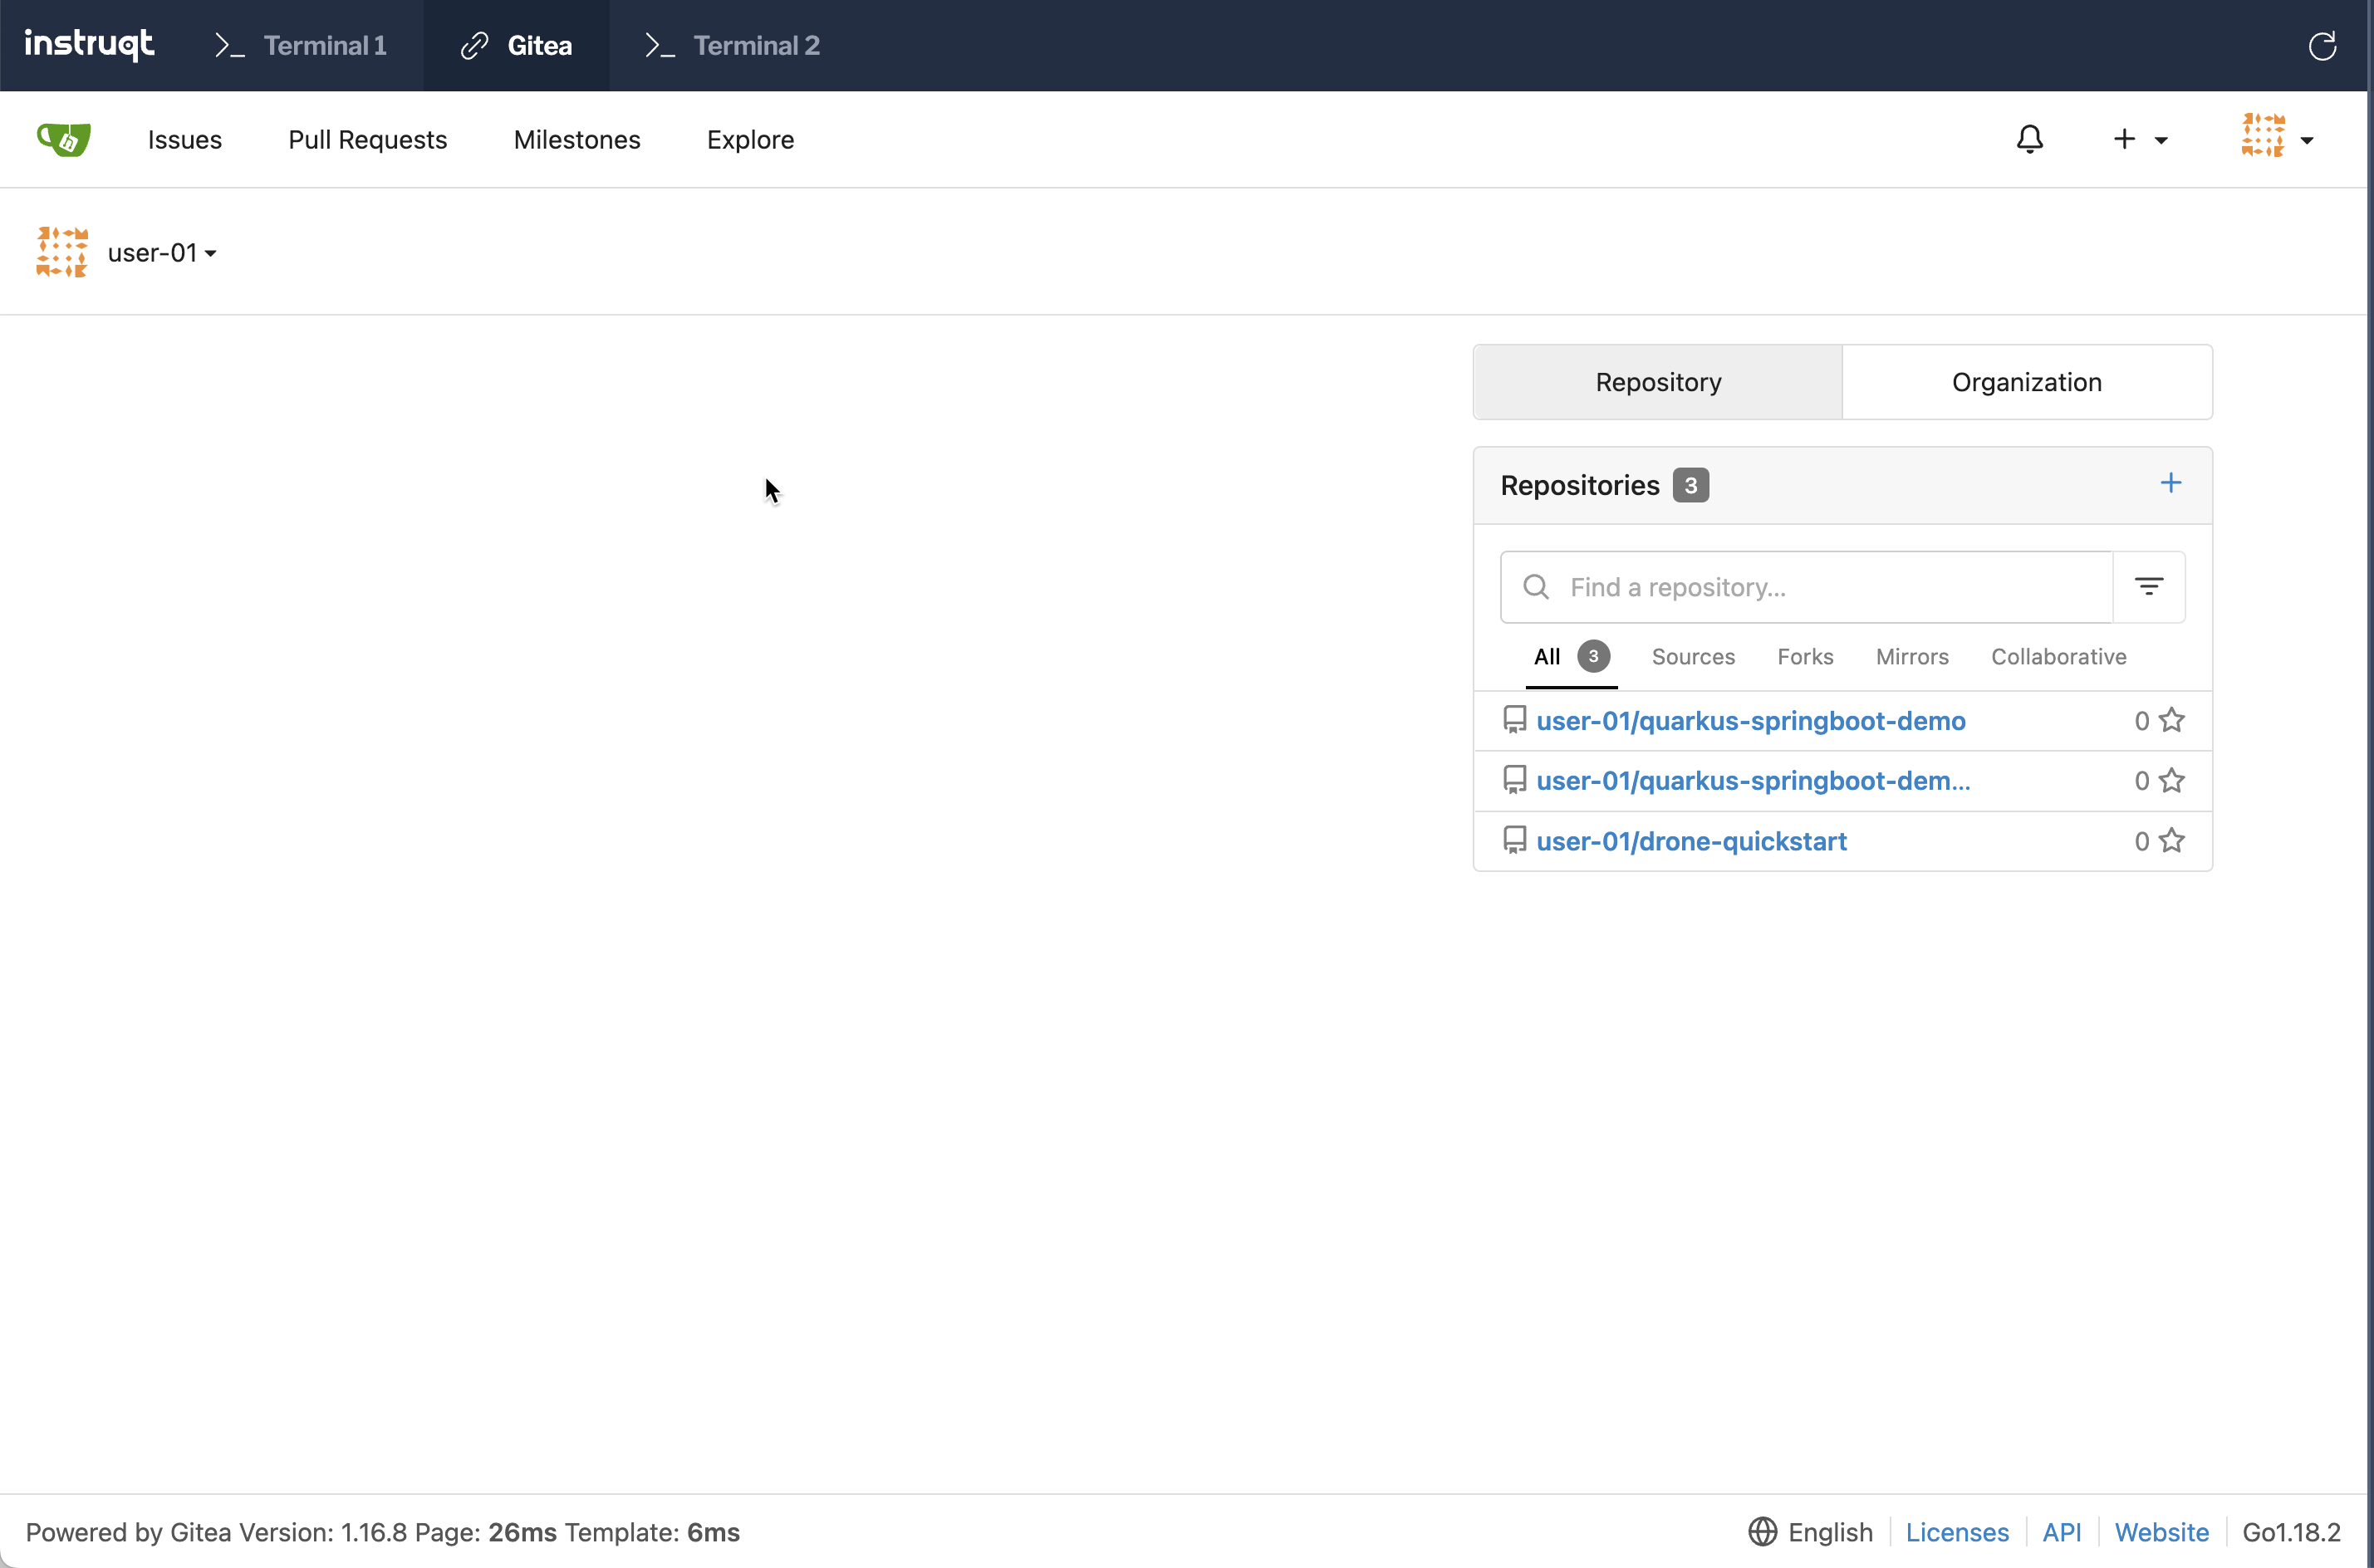 instruqt >_ Terminal 1 Gitea >_ Terminal 2
Issues Pull Requests Milestones Explore
user-01
Repository Organization
Repositories 3
Find a repository...
All 3 Sources Forks Mirrors Collaborative
user-01/quarkus-springboot-demo 0
user-01/quarkus-springboot-dem... 0
user-01/drone-quickstart 0
Powered by Gitea Version: 1.16.8 Page: 26ms Template: 6ms English Licenses API Website Go1.18.2